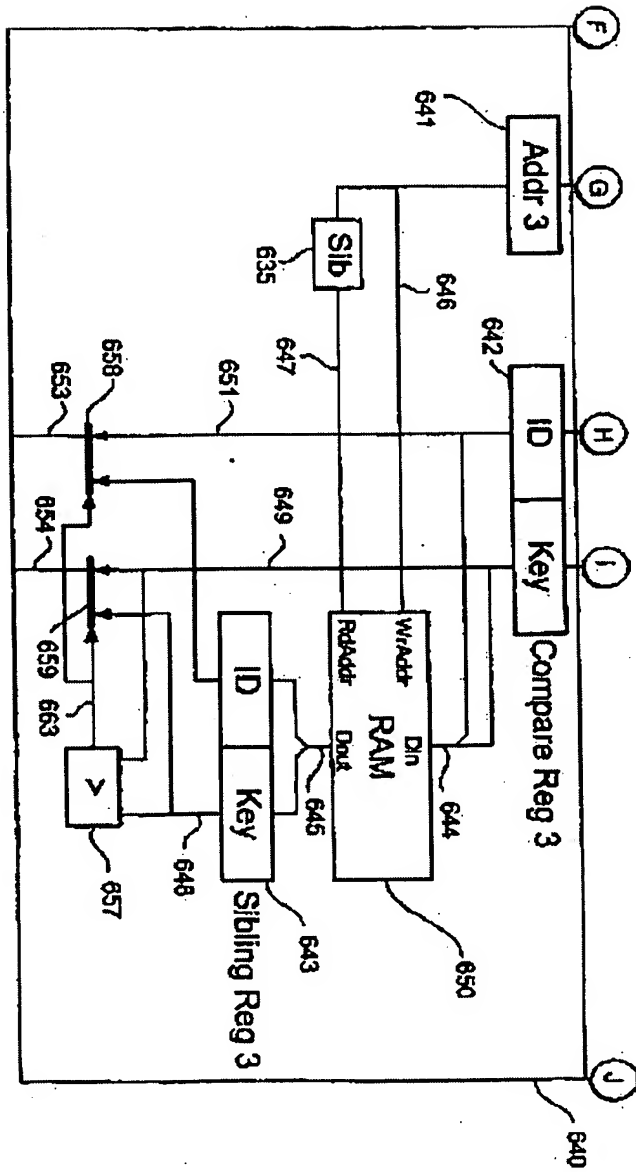 F
G
H
I
J
640
Addr 3
ID
Key
Compare Reg 3
641
642
644
DIn
WrAddr
RAM
RdAddr
Dout
650
646
Sib
635
647
645
651
649
ID
Key
643
Sibling Reg 3
648
658
659
663
>
657
653
654